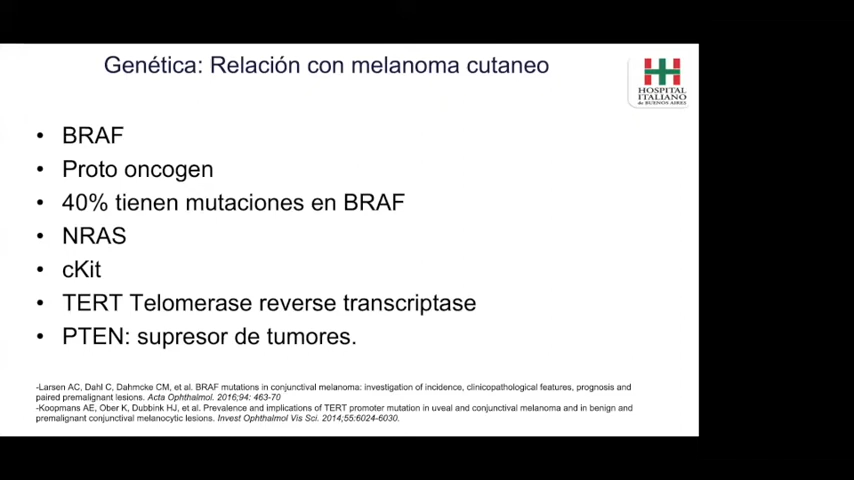 Genética: Relación con melanoma cutaneo
HOSPITAL
ITALIANO
de BUENOS AIRES
• BRAF
• Proto oncogen
• 40% tienen mutaciones en BRAF
• NRAS
• cKit
• TERT Telomerase reverse transcriptase
• PTEN: supresor de tumores.
-Larsen AC, Dahl C, Dahmcke CM, et al. BRAF mutations in conjunctival melanoma: investigation of incidence, clinicopathological features, prognosis and
paired premalignant lesions. Acta Ophthalmol. 2016;94: 463-70
-Koopmans AE, Ober K, Dubbink HJ, et al. Prevalence and implications of TERT promoter mutation in uveal and conjunctival melanoma and in benign and
premalignant conjunctival melanocytic lesions. Invest Ophthalmol Vis Sci. 2014;55:6024-6030.